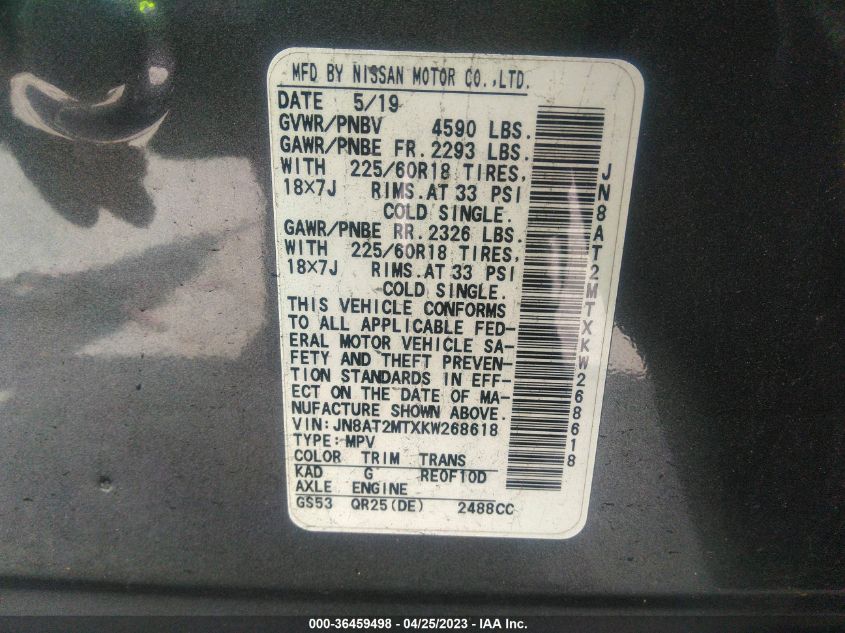 MFD BY NISSAN MOTOR CO.,LTD.
DATE 5/19
GVWR/PNBV 4590 LBS.
GAWR/PNBE FR.2293 LBS.
WITH 225/60R18 TIRES,
18×7J RIMS.AT 33 PSI
COLD SINGLE.
GAWR/PNBE RR.2326 LBS.
WITH 225/60R18 TIRES,
18×7J RIMS.AT 33 PSI
COLD SINGLE.
THIS VEHICLE CONFORMS
TO ALL APPLICABLE FED-
ERAL MOTOR VEHICLE SA-
FETY AND THEFT PREVEN-
TION STANDARDS IN EFF-
ECT ON THE DATE OF MA-
NUFACTURE SHOWN ABOVE.
VIN:JN8AT2MTXKW268618
TYPE:MPV
COLOR TRIM TRANS
KAD G RE0F10D
AXLE ENGINE
GS53 QR25(DE) 2488CC
JN8AT2MTXKW268618
000-36459498 - 04/25/2023 - IAA Inc.